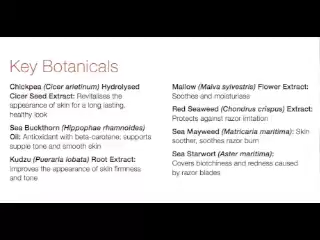 Key Botanicals
Chickpea (Cicer arietinum) Hydrolysed
Cicer Seed Extract: Revitalises the
appearance of skin for a long lasting,
healthy look
Sea Buckthorn (Hippophae rhamnoides)
Oil: Antioxidant with beta-carotene; supports
supple tone and smooth skin
Kudzu (Pueraria lobata) Root Extract:
Improves the appearance of skin firmness
and tone
Mallow (Malva sylvestris) Flower Extract:
Soothes and moisturises
Red Seaweed (Chondrus crispus) Extract:
Protects against razor irritation
Sea Mayweed (Matricaria maritima): Skin
soother, soothes razor burn
Sea Starwort (Aster maritima):
Covers blotchiness and redness caused
by razor blades